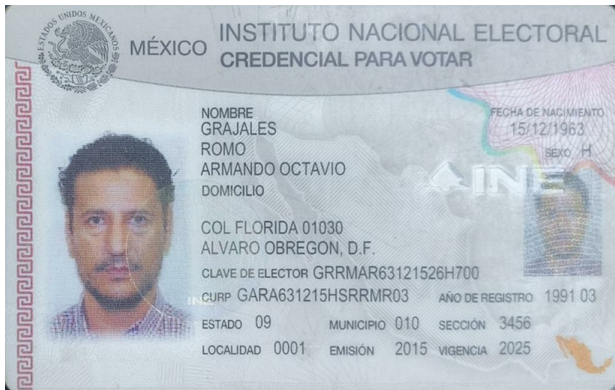 ESTADOS UNIDOS MEXICANOS
MÉXICO
INSTITUTO NACIONAL ELECTORAL
CREDENCIAL PARA VOTAR
NOMBRE
GRAJALES
ROMO
ARMANDO OCTAVIO
FECHA DE NACIMIENTO
15/12/1963
SEXO H
DOMICILIO
INE
COL FLORIDA 01030
ALVARO OBREGON, D.F.
CLAVE DE ELECTOR GRRMAR63121526H700
CURP GARA631215HSRRMR03 AÑO DE REGISTRO 1991 03
ESTADO 09 MUNICIPIO 010 SECCIÓN 3456
LOCALIDAD 0001 EMISIÓN 2015 VIGENCIA 2025